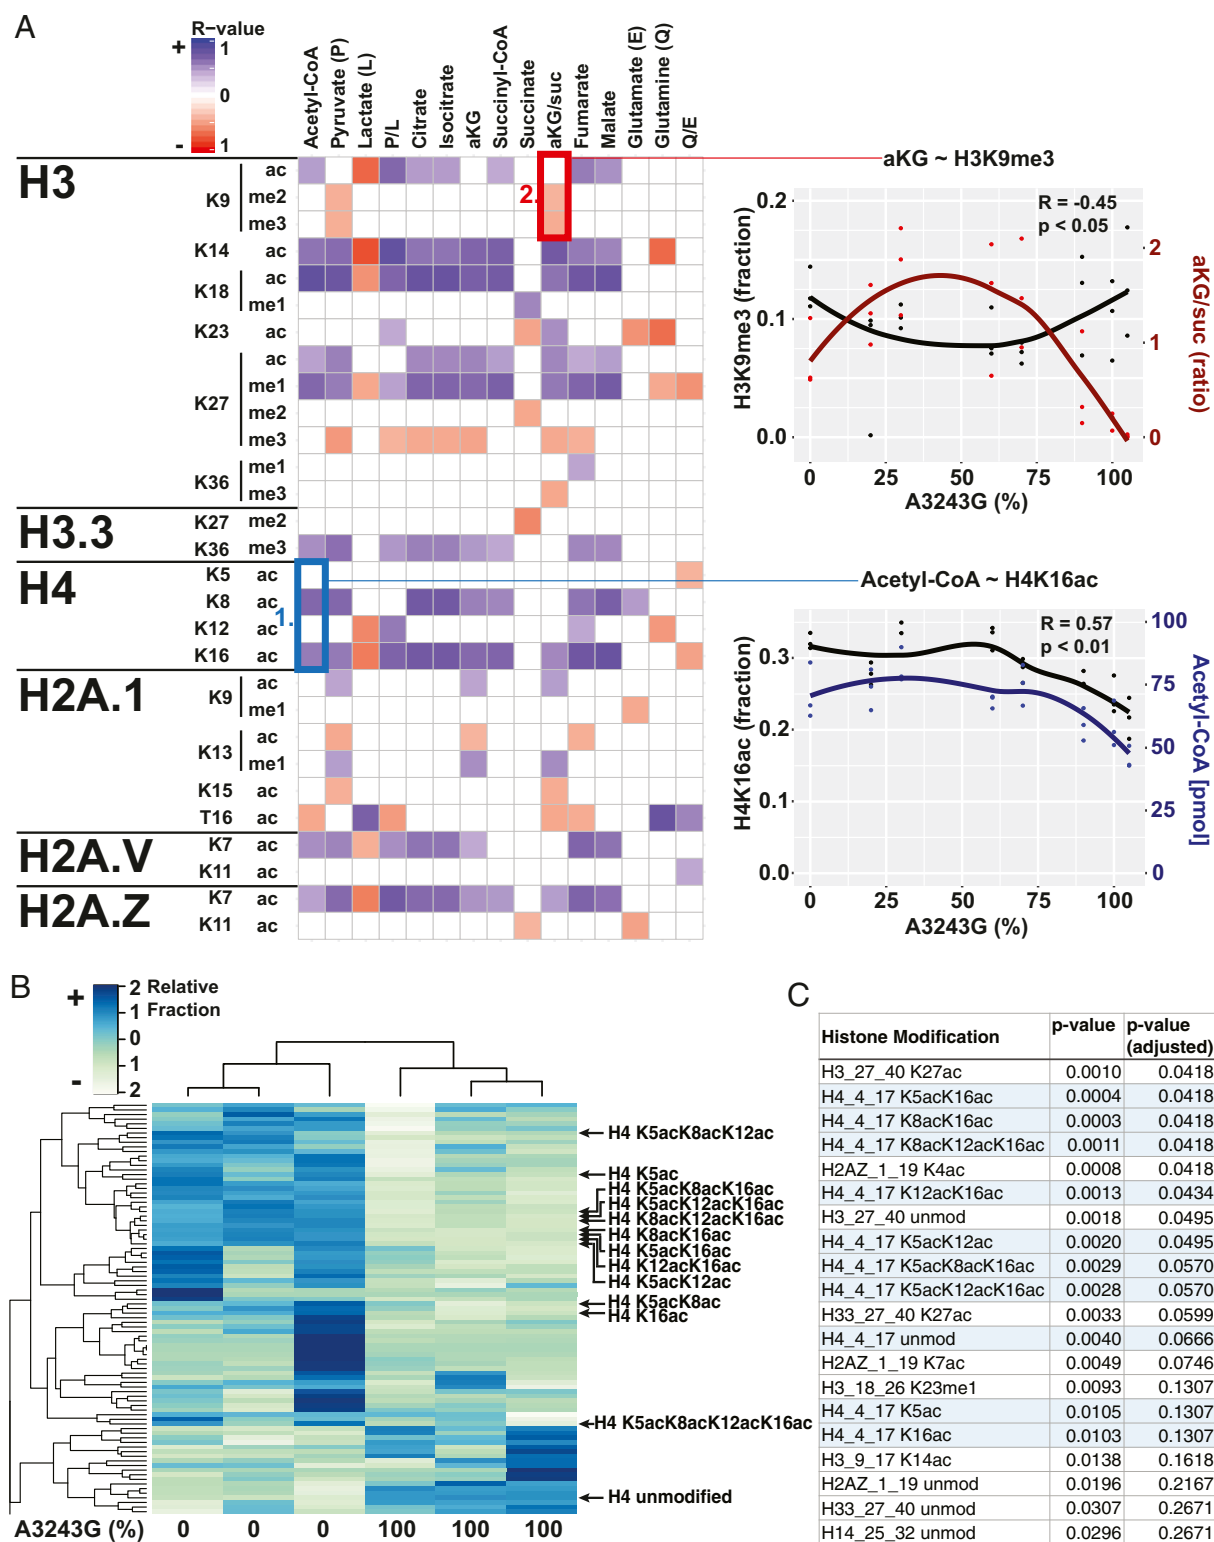 A
R−value
+
1
0
-
1
Acetyl-CoA
Pyruvate (P)
Lactate (L)
P/L
Citrate
Isocitrate
aKG
Succinyl-CoA
Succinate
aKG/suc
Fumarate
Malate
Glutamate (E)
Glutamine (Q)
Q/E
H3
K9
ac
me2
me3
K14 ac
K18
ac
me1
K23 ac
K27
ac
me1
me2
me3
K36
me1
me3
H3.3
K27 me2
K36 me3
H4
K5 ac
K8 ac
K12 ac
K16 ac
H2A.1
K9
ac
me1
K13
ac
me1
K15 ac
T16 ac
H2A.V
K7 ac
K11 ac
H2A.Z
K7 ac
K11 ac
1.
2.
aKG ~ H3K9me3
R = -0.45
p < 0.05
H3K9me3 (fraction)
0.2
0.1
0.0
aKG/suc (ratio)
2
1
0
0 25 50 75 100
A3243G (%)
Acetyl-CoA ~ H4K16ac
R = 0.57
p < 0.01
H4K16ac (fraction)
0.3
0.2
0.1
0.0
Acetyl-CoA [pmol]
100
75
50
25
0
0 25 50 75 100
A3243G (%)
B
+
-
2
1
0
1
2
Relative
Fraction
H4 K5acK8acK12ac
H4 K5ac
H4 K5acK8acK16ac
H4 K5acK12acK16ac
H4 K8acK12acK16ac
H4 K8acK16ac
H4 K5acK16ac
H4 K12acK16ac
H4 K5acK12ac
H4 K5acK8ac
H4 K16ac
H4 K5acK8acK12acK16ac
H4 unmodified
A3243G (%) 0 0 0 100 100 100
C
Histone Modification p-value p-value (adjusted)
H3_27_40 K27ac 0.0010 0.0418
H4_4_17 K5acK16ac 0.0004 0.0418
H4_4_17 K8acK16ac 0.0003 0.0418
H4_4_17 K8acK12acK16ac 0.0011 0.0418
H2AZ_1_19 K4ac 0.0008 0.0418
H4_4_17 K12acK16ac 0.0013 0.0434
H3_27_40 unmod 0.0018 0.0495
H4_4_17 K5acK12ac 0.0020 0.0495
H4_4_17 K5acK8acK16ac 0.0029 0.0570
H4_4_17 K5acK12acK16ac 0.0028 0.0570
H33_27_40 K27ac 0.0033 0.0599
H4_4_17 unmod 0.0040 0.0666
H2AZ_1_19 K7ac 0.0049 0.0746
H3_18_26 K23me1 0.0093 0.1307
H4_4_17 K5ac 0.0105 0.1307
H4_4_17 K16ac 0.0103 0.1307
H3_9_17 K14ac 0.0138 0.1618
H2AZ_1_19 unmod 0.0196 0.2167
H33_27_40 unmod 0.0307 0.2671
H14_25_32 unmod 0.0296 0.2671